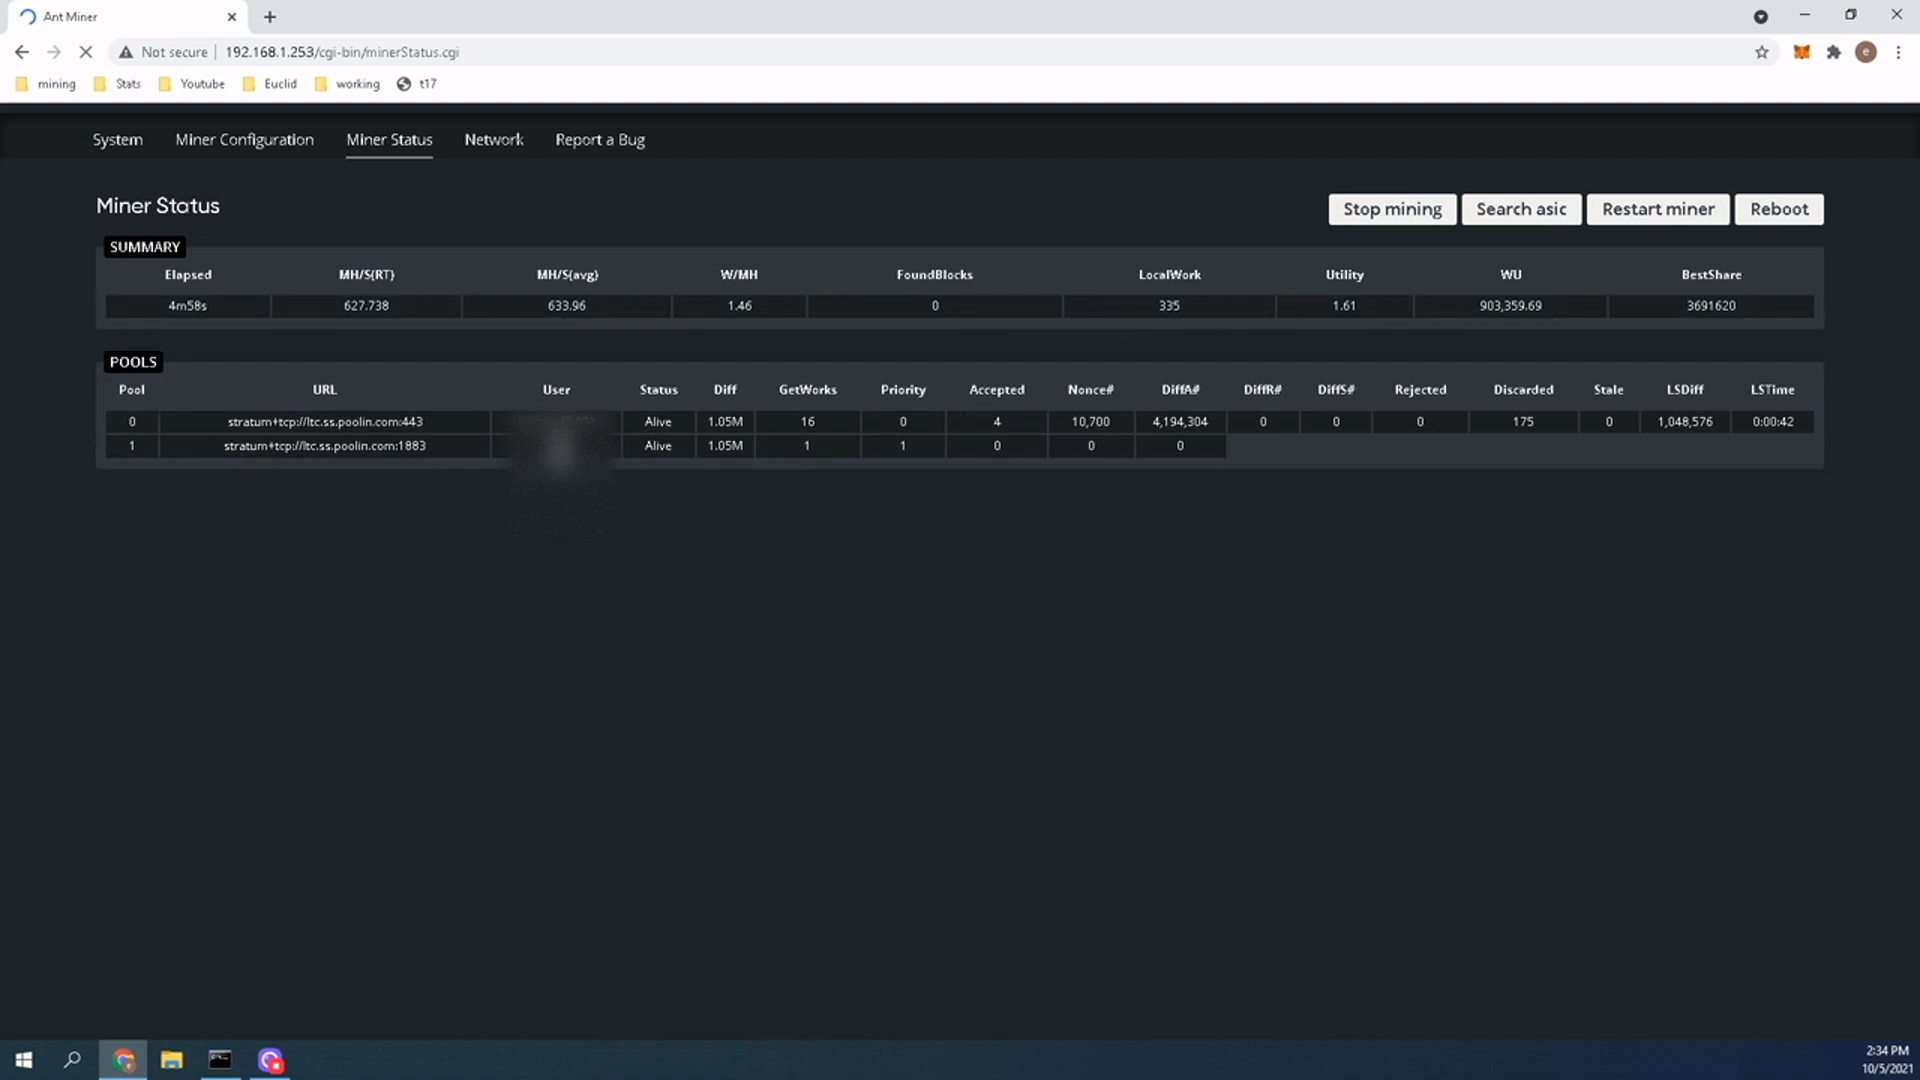 Ant Miner
Not secure 192.168.1.253/cgi-bin/minerStatus.cgi
e
mining Stats Youtube Euclid working t17
System Miner Configuration Miner Status Network Report a Bug
Miner Status
Stop mining Search asic Restart miner Reboot
SUMMARY
Elapsed MH/S(RT) MH/S(avg) W/MH FoundBlocks LocalWork Utility WU BestShare
4m58s 627.738 633.96 1.46 0 335 1.61 903,359.69 3691620
POOLS
Pool URL User Status Diff GetWorks Priority Accepted Nonce# DiffA# DiffR# DiffS# Rejected Discarded Stale LSDiff LSTime
0 stratum+tcp://ltc.ss.poolin.com:443 Alive 1.05M 16 0 4 10,700 4,194,304 0 0 0 175 0 1,048,576 0:00:42
1 stratum+tcp://ltc.ss.poolin.com:1883 Alive 1.05M 1 1 0 0 0
2:34 PM
10/5/2021